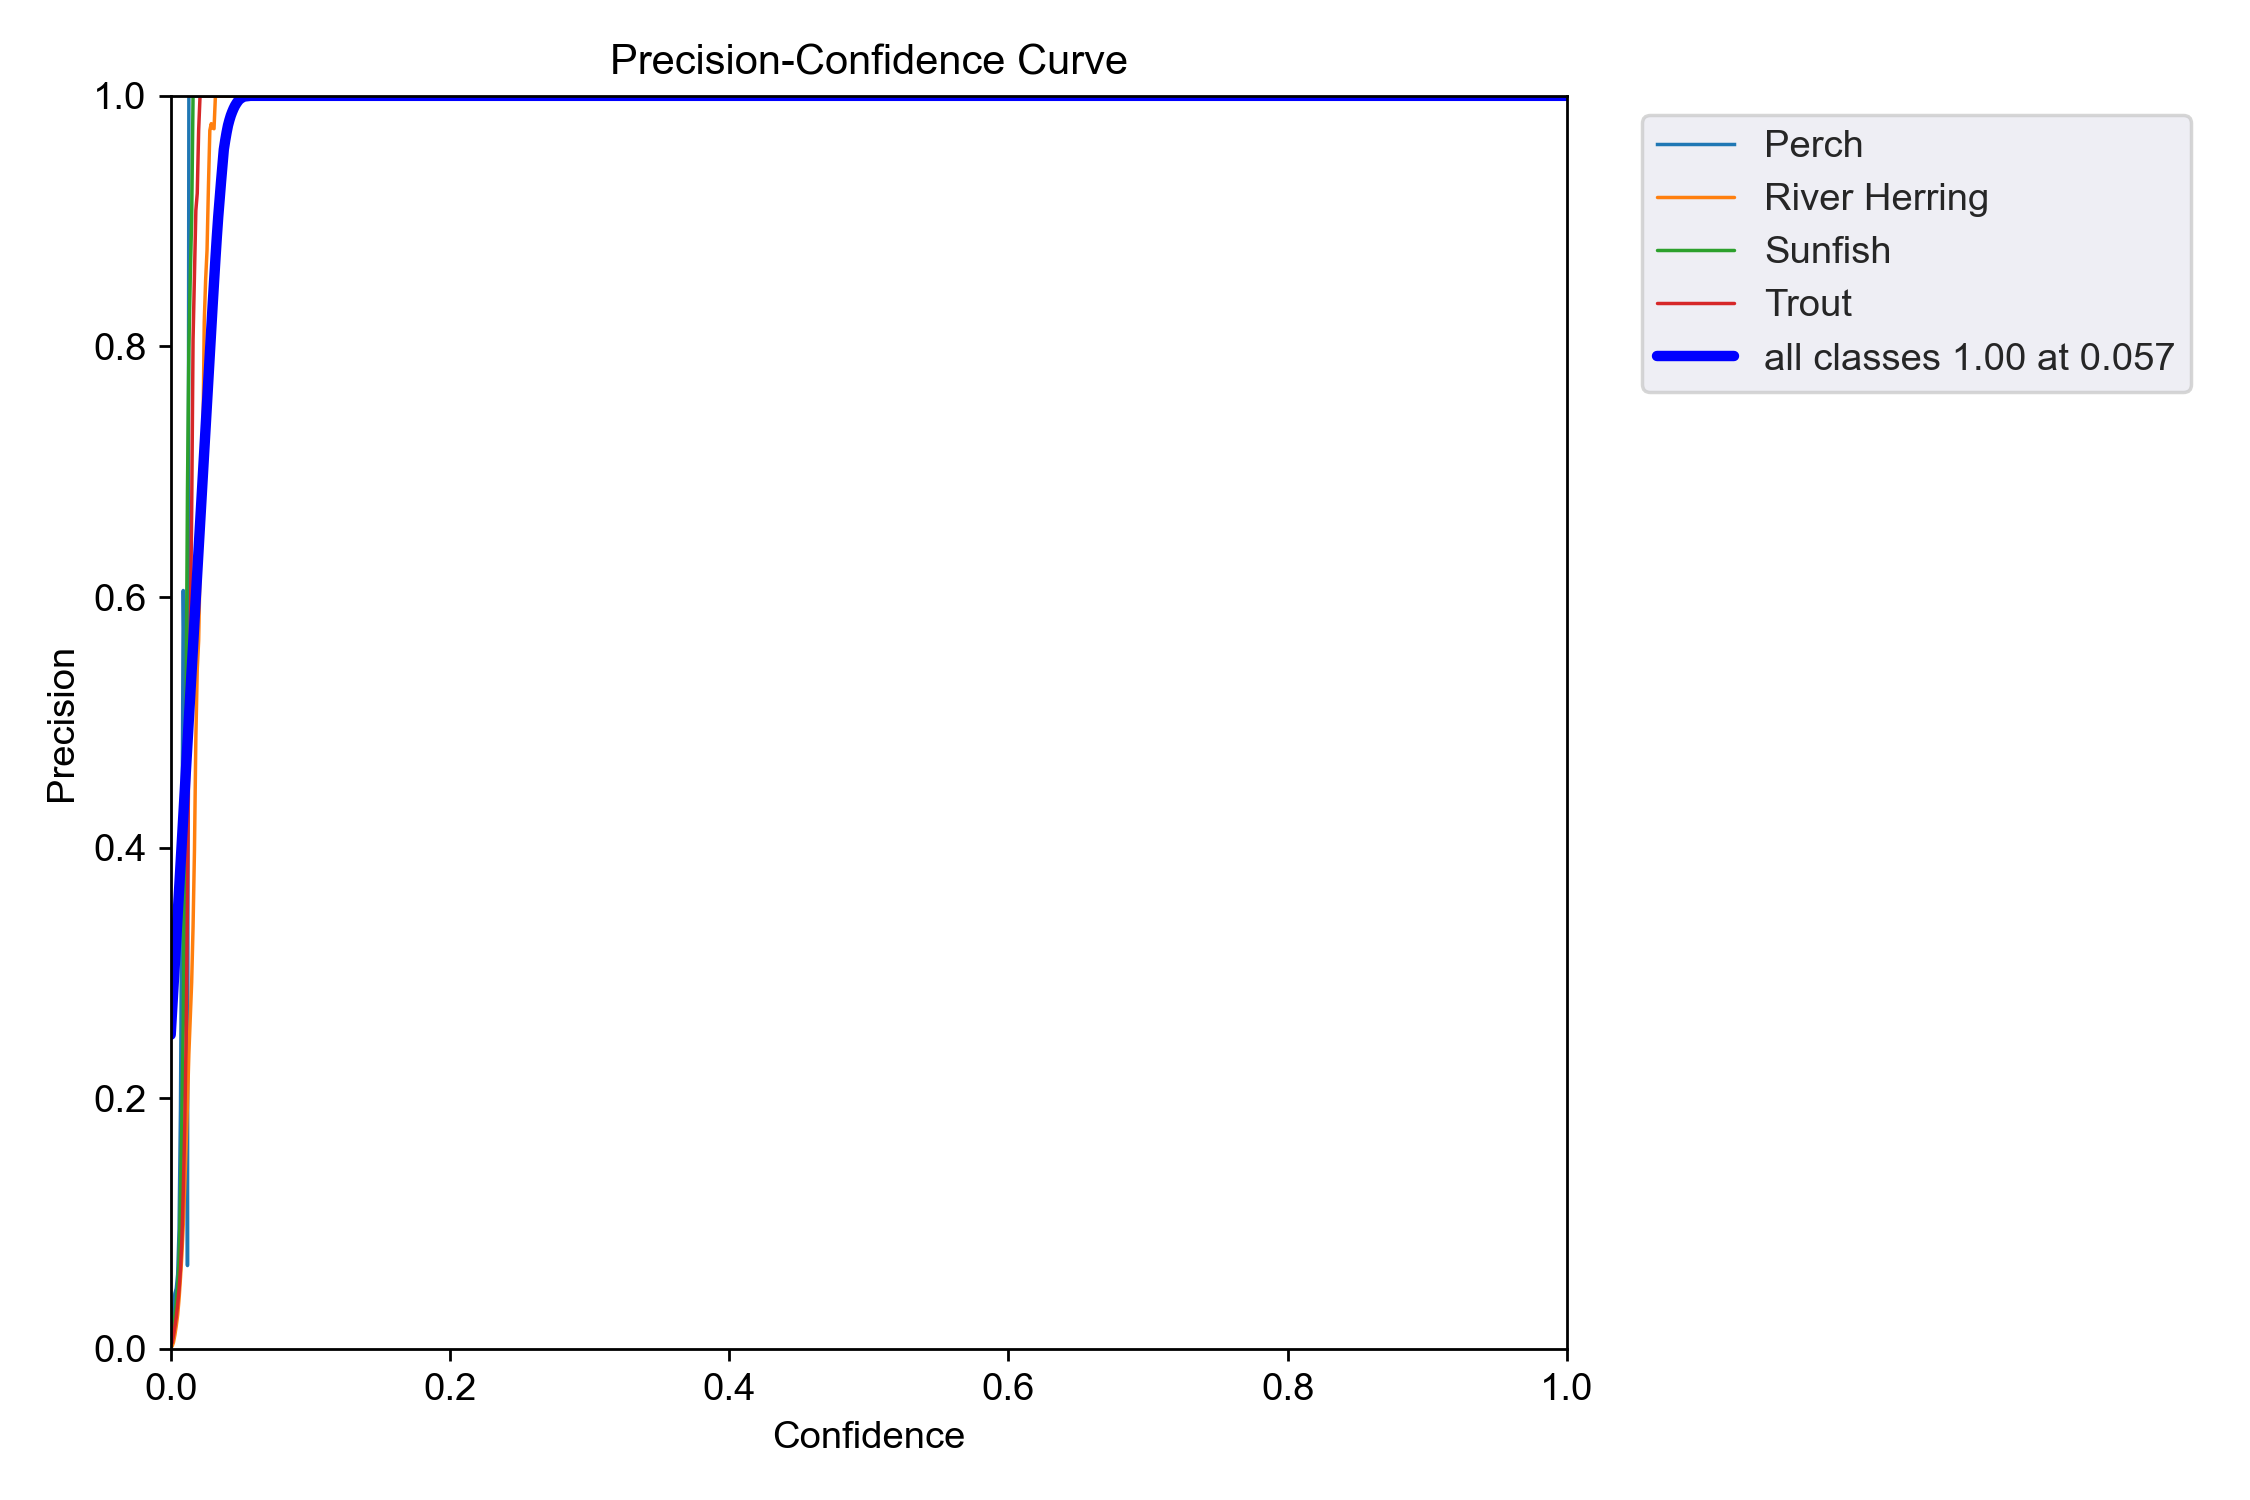 Precision-Confidence Curve
1.0
0.8
0.6
0.4
0.2
0.0
Precision
0.0 0.2 0.4 0.6 0.8 1.0
Confidence
Perch
River Herring
Sunfish
Trout
all classes 1.00 at 0.057